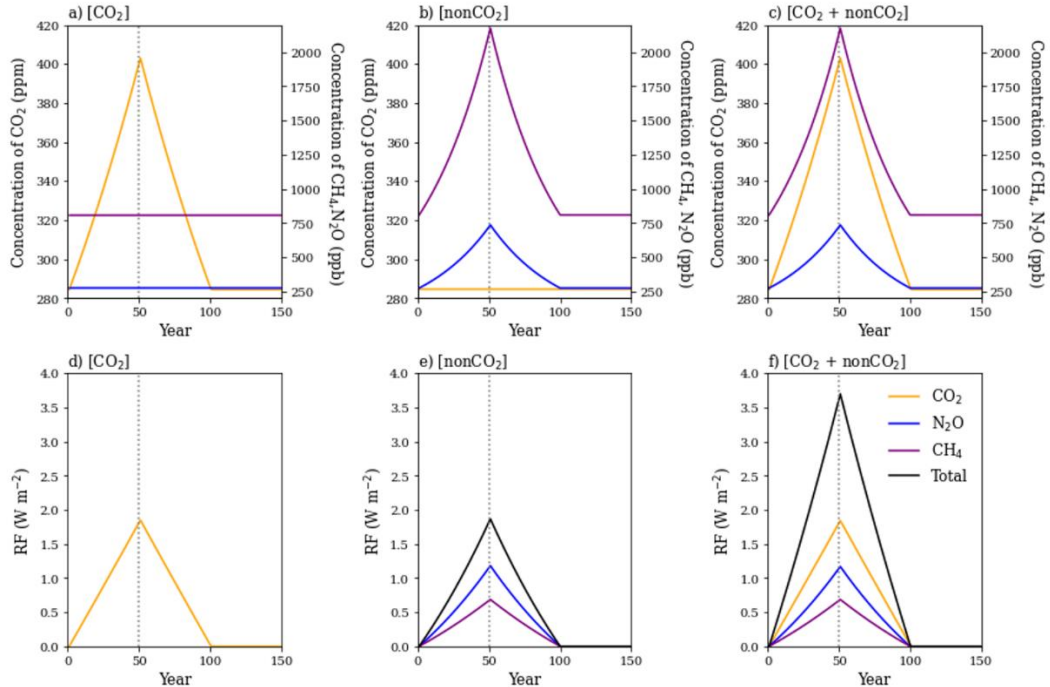 a) [CO₂]
420
400
380
360
340
320
300
280
Concentration of CO₂ (ppm)
2000
1750
1500
1250
1000
750
500
250
Concentration of CH₄,N₂O (ppb)
0 50 100 150
Year
b) [nonCO₂]
420
400
380
360
340
320
300
280
Concentration of CO₂ (ppm)
2000
1750
1500
1250
1000
750
500
250
Concentration of CH₄, N₂O (ppb)
0 50 100 150
Year
c) [CO₂ + nonCO₂]
420
400
380
360
340
320
300
280
Concentration of CO₂ (ppm)
2000
1750
1500
1250
1000
750
500
250
Concentration of CH₄, N₂O (ppb)
0 50 100 150
Year
d) [CO₂]
4.0
3.5
3.0
2.5
2.0
1.5
1.0
0.5
0.0
RF (W m⁻²)
0 50 100 150
Year
e) [nonCO₂]
4.0
3.5
3.0
2.5
2.0
1.5
1.0
0.5
0.0
RF (W m⁻²)
0 50 100 150
Year
f) [CO₂ + nonCO₂]
4.0
3.5
3.0
2.5
2.0
1.5
1.0
0.5
0.0
RF (W m⁻²)
CO₂
N₂O
CH₄
Total
0 50 100 150
Year